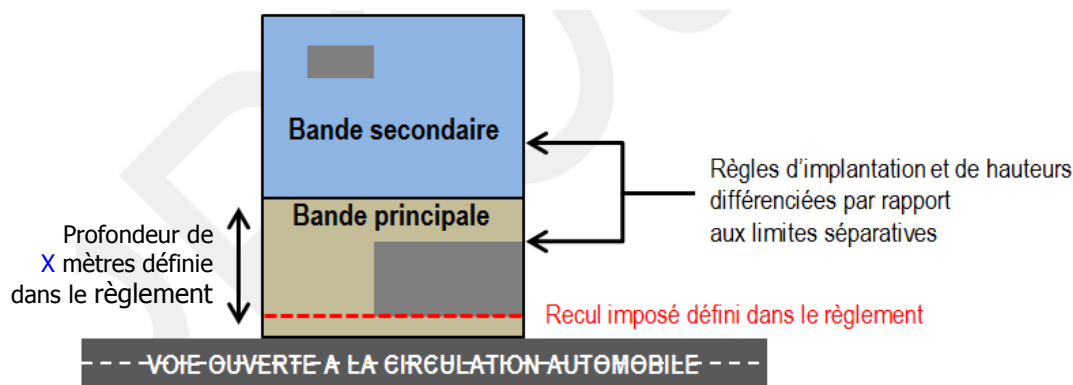 Bande secondaire
Règles d'implantation et de hauteurs
différenciées par rapport
aux limites séparatives
Bande principale
Profondeur de
X mètres définie
dans le règlement
Recul imposé défini dans le règlement
VOIE OUVERTE A LA CIRCULATION AUTOMOBILE